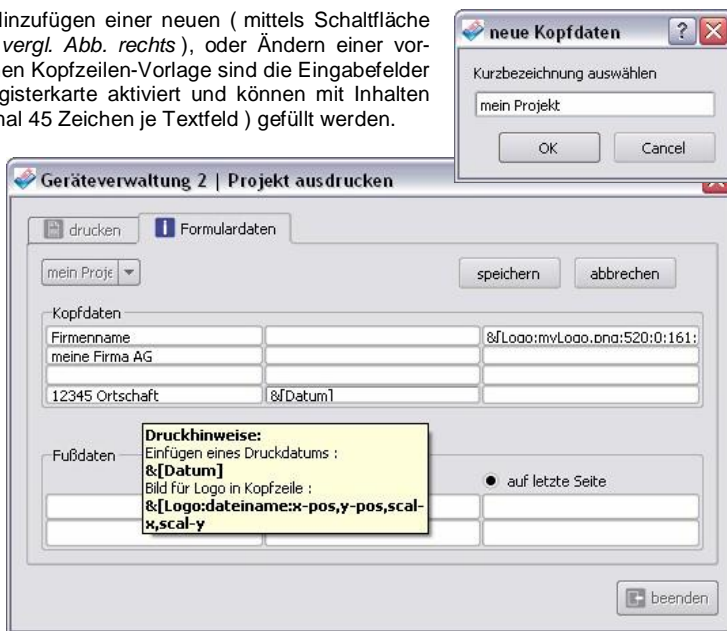 einer neuen ( mittels Schaltfläche
vergl. Abb. rechts ), oder Ändern einer vor-
Kopfzeilen-Vorlage sind die Eingabefelder
aktiviert und können mit Inhalten
45 Zeichen je Textfeld ) gefüllt werden.
neue Kopfdaten
Kurzbezeichnung auswählen
mein Projekt
OK Cancel
Geräteverwaltung 2 | Projekt ausdrucken
drucken Formulardaten
mein Proje speichern abbrechen
Kopfdaten
Firmenname &[Logo:myLogo.png:520:0:161:
meine Firma AG
12345 Ortschaft &[Datum]
Druckhinweise:
Einfügen eines Druckdatums :
&[Datum]
Bild für Logo in Kopfzeile :
&[Logo:dateiname:x-pos,y-pos,scal-
x,scal-y
Fußdaten
auf letzte Seite
beenden